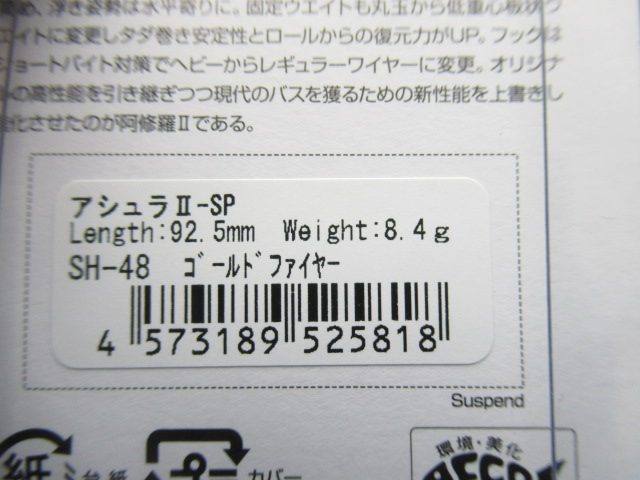 め、浮き姿勢は水平寄りに。固定ウエイトも丸玉から低重心板状ウ
エイトに変更しタダ巻き安定性とロールからの復元力がUP。フックは
ショートバイト対策でヘビーからレギュラーワイヤーに変更。オリジナ
の高性能を引き継ぎつつ現代のバスを獲るための新性能を上書きし
化させたのが阿修羅Ⅱである。
アシュラⅡ-SP
Length:92.5mm Weight:8.4g
SH-48 ゴールドファイヤー
4 573189 525818
Suspend
環境・美化
紙
台紙
カバー